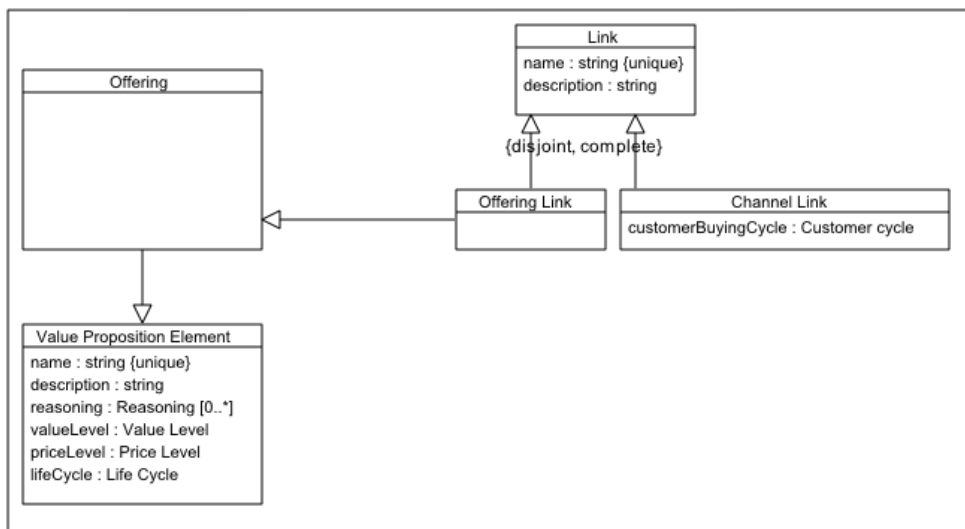 Link
name : string {unique}
description : string
Offering
{disjoint, complete}
Offering Link
Channel Link
customerBuyingCycle : Customer cycle
Value Proposition Element
name : string {unique}
description : string
reasoning : Reasoning [0..*]
valueLevel : Value Level
priceLevel : Price Level
lifeCycle : Life Cycle